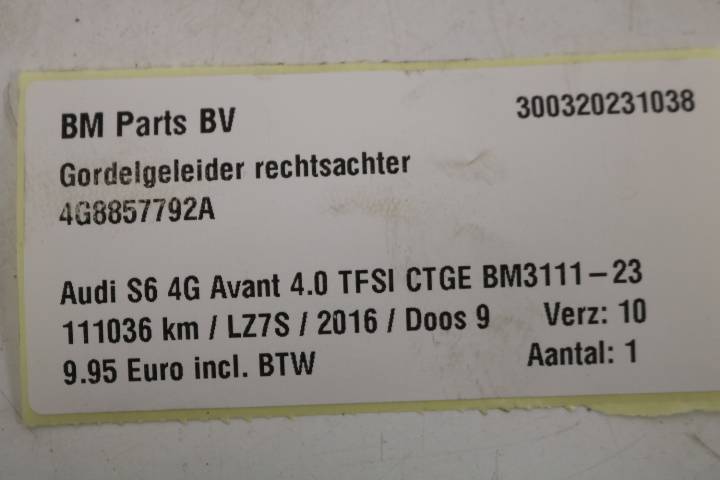 BM Parts BV 300320231038
Gordelgeleider rechtsachter
4G8857792A
Audi S6 4G Avant 4.0 TFSI CTGE BM3111-23
111036 km / LZ7S / 2016 / Doos 9 Verz: 10
9.95 Euro incl. BTW Aantal: 1